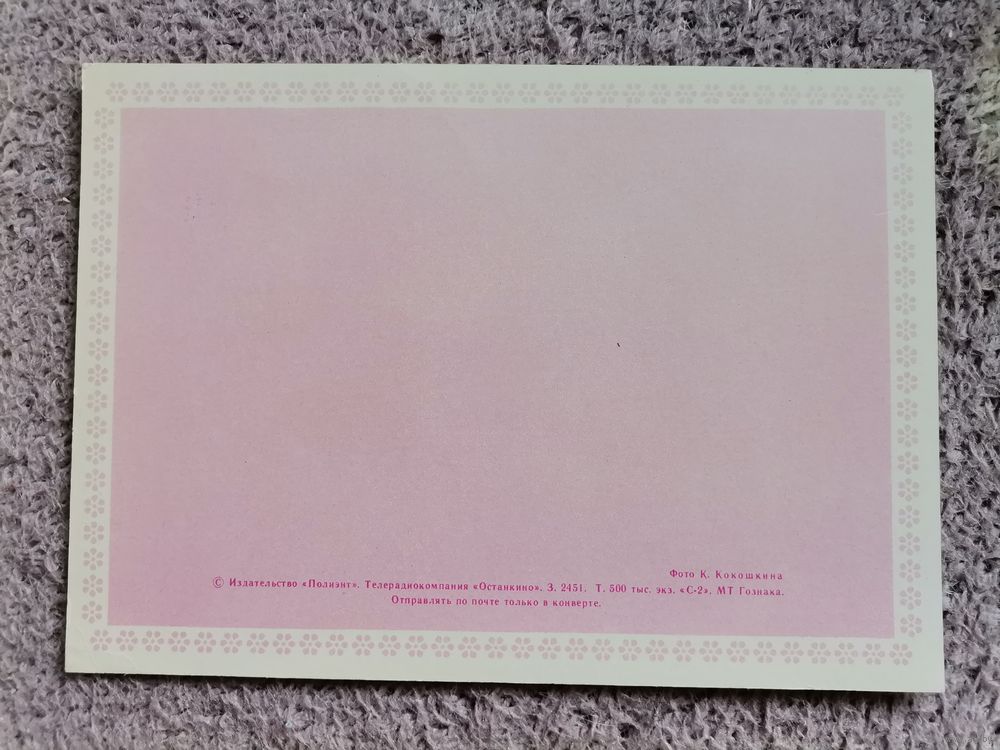 Фото К. Кокошкина
© Издательство «Полиэнт». Телерадиокомпания «Останкино». З. 2451. Т. 500 тыс. экз. «С-2». МТ Гознака.
Отправлять по почте только в конверте.